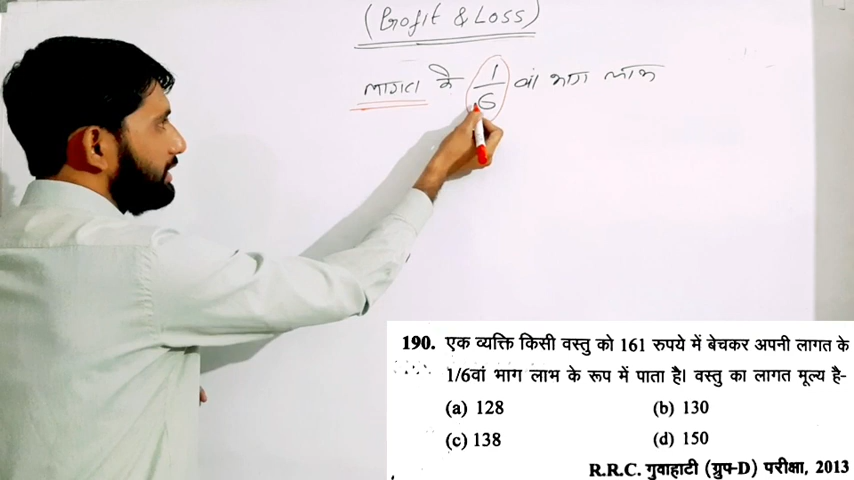 (Profit & Loss)
लागत के 1/6 वां भाग लाभ
190. एक व्यक्ति किसी वस्तु को 161 रुपये में बेचकर अपनी लागत के
1/6वां भाग लाभ के रूप में पाता है। वस्तु का लागत मूल्य है-
(a) 128 (b) 130
(c) 138 (d) 150
R.R.C. गुवाहाटी (ग्रुप-D) परीक्षा, 2013